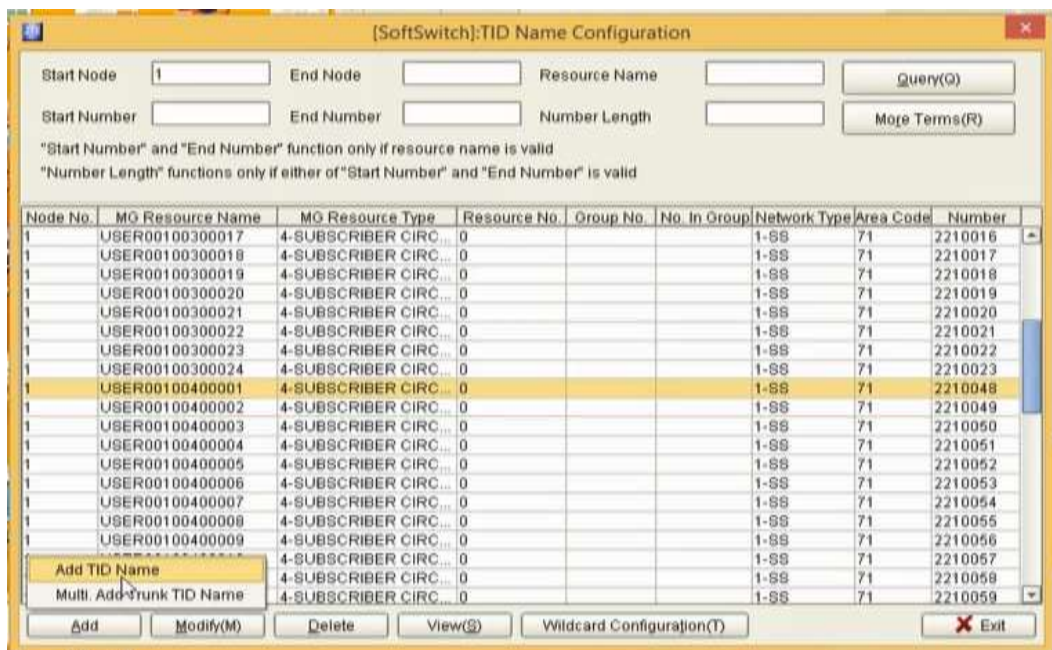 [SoftSwitch]:TID Name Configuration
Start Node 1 End Node Resource Name Query(Q)
Start Number End Number Number Length More Terms(R)
"Start Number" and "End Number" function only if resource name is valid
"Number Length" functions only if either of "Start Number" and "End Number" is valid
Node No. MG Resource Name MG Resource Type Resource No. Group No. No. In Group Network Type Area Code Number
1 USER00100300017 4-SUBSCRIBER CIRC... 0 1-SS 71 2210016
1 USER00100300018 4-SUBSCRIBER CIRC... 0 1-SS 71 2210017
1 USER00100300019 4-SUBSCRIBER CIRC... 0 1-SS 71 2210018
1 USER00100300020 4-SUBSCRIBER CIRC... 0 1-SS 71 2210019
1 USER00100300021 4-SUBSCRIBER CIRC... 0 1-SS 71 2210020
1 USER00100300022 4-SUBSCRIBER CIRC... 0 1-SS 71 2210021
1 USER00100300023 4-SUBSCRIBER CIRC... 0 1-SS 71 2210022
1 USER00100300024 4-SUBSCRIBER CIRC... 0 1-SS 71 2210023
1 USER00100400001 4-SUBSCRIBER CIRC... 0 1-SS 71 2210048
1 USER00100400002 4-SUBSCRIBER CIRC... 0 1-SS 71 2210049
1 USER00100400003 4-SUBSCRIBER CIRC... 0 1-SS 71 2210050
1 USER00100400004 4-SUBSCRIBER CIRC... 0 1-SS 71 2210051
1 USER00100400005 4-SUBSCRIBER CIRC... 0 1-SS 71 2210052
1 USER00100400006 4-SUBSCRIBER CIRC... 0 1-SS 71 2210053
1 USER00100400007 4-SUBSCRIBER CIRC... 0 1-SS 71 2210054
1 USER00100400008 4-SUBSCRIBER CIRC... 0 1-SS 71 2210055
1 USER00100400009 4-SUBSCRIBER CIRC... 0 1-SS 71 2210056
4-SUBSCRIBER CIRC... 0 1-SS 71 2210057
Add TID Name 4-SUBSCRIBER CIRC... 0 1-SS 71 2210058
Multi. Add Trunk TID Name 4-SUBSCRIBER CIRC... 0 1-SS 71 2210059
Add Modify(M) Delete View(S) Wildcard Configuration(T) Exit